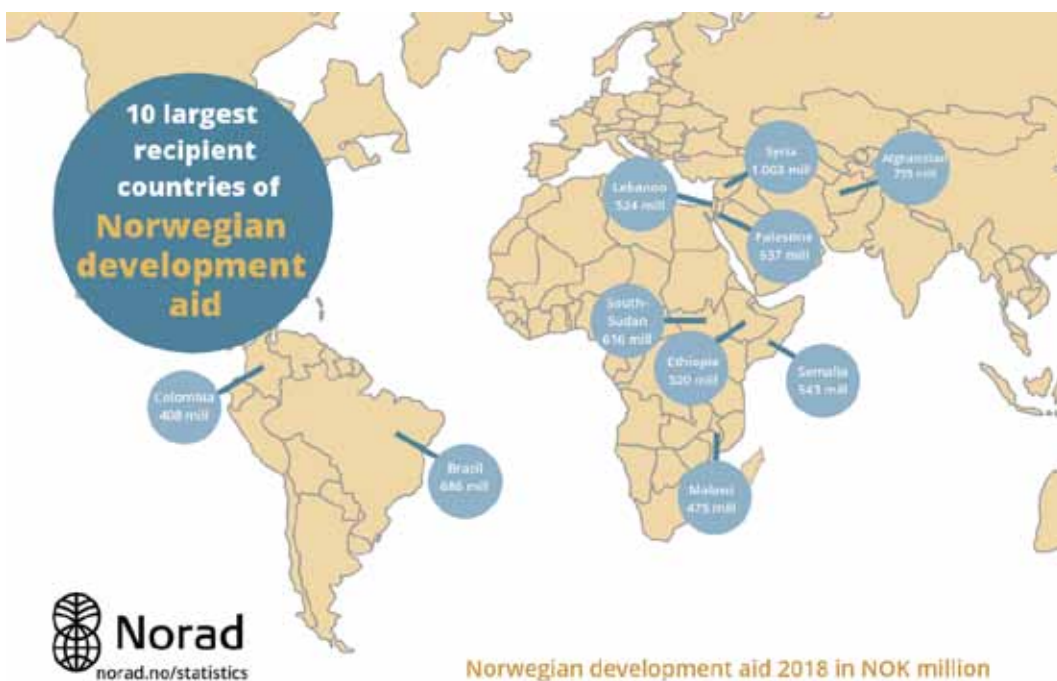 10 largest
recipient
countries of
Norwegian
development
aid
Syria
1.003 mill
Afghanistan
755 mill
Lebanon
524 mill
Palestine
637 mill
South-
Sudan
616 mill
Ethiopia
520 mill
Somalia
543 mill
Colombia
408 mill
Brazil
686 mill
Malawi
475 mill
Norad
norad.no/statistics
Norwegian development aid 2018 in NOK million